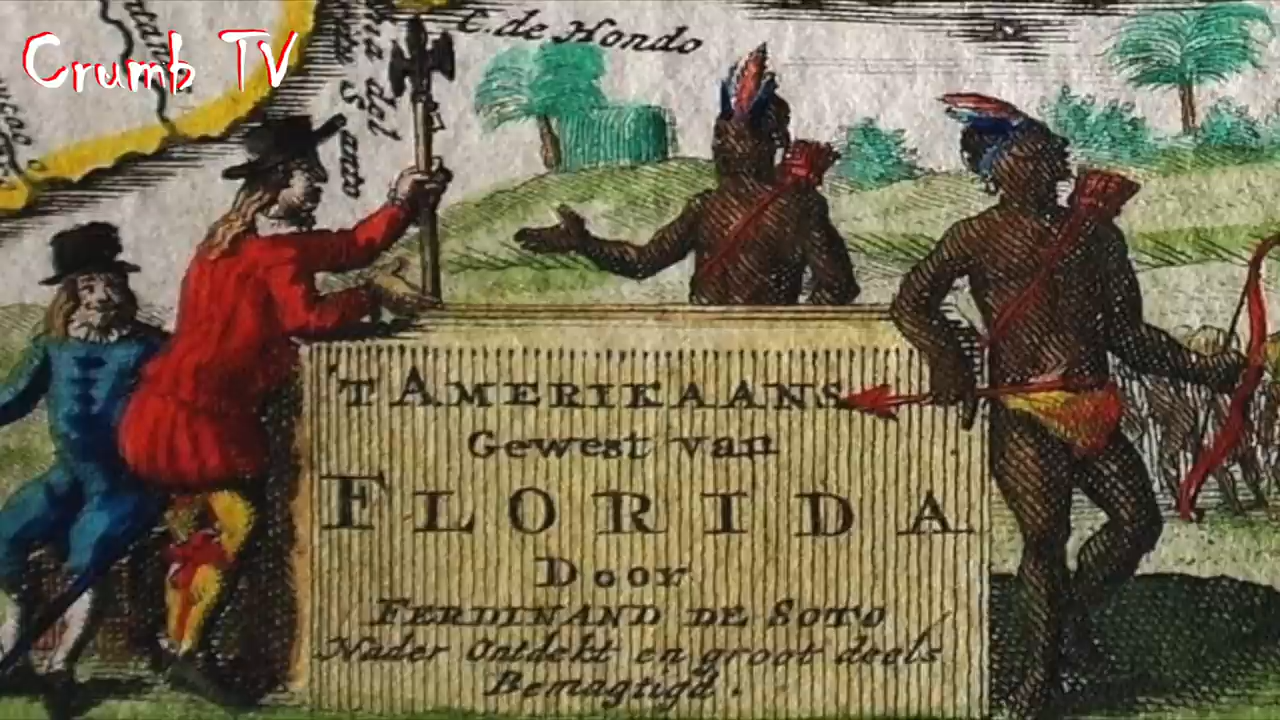 Crumb TV
C. de Hondo
'T AMERIKAANS
Gewest van
FLORIDA
Door
FERDINAND DE SOTO
Nader Ontdekt en groot deels
Bemagtigd.